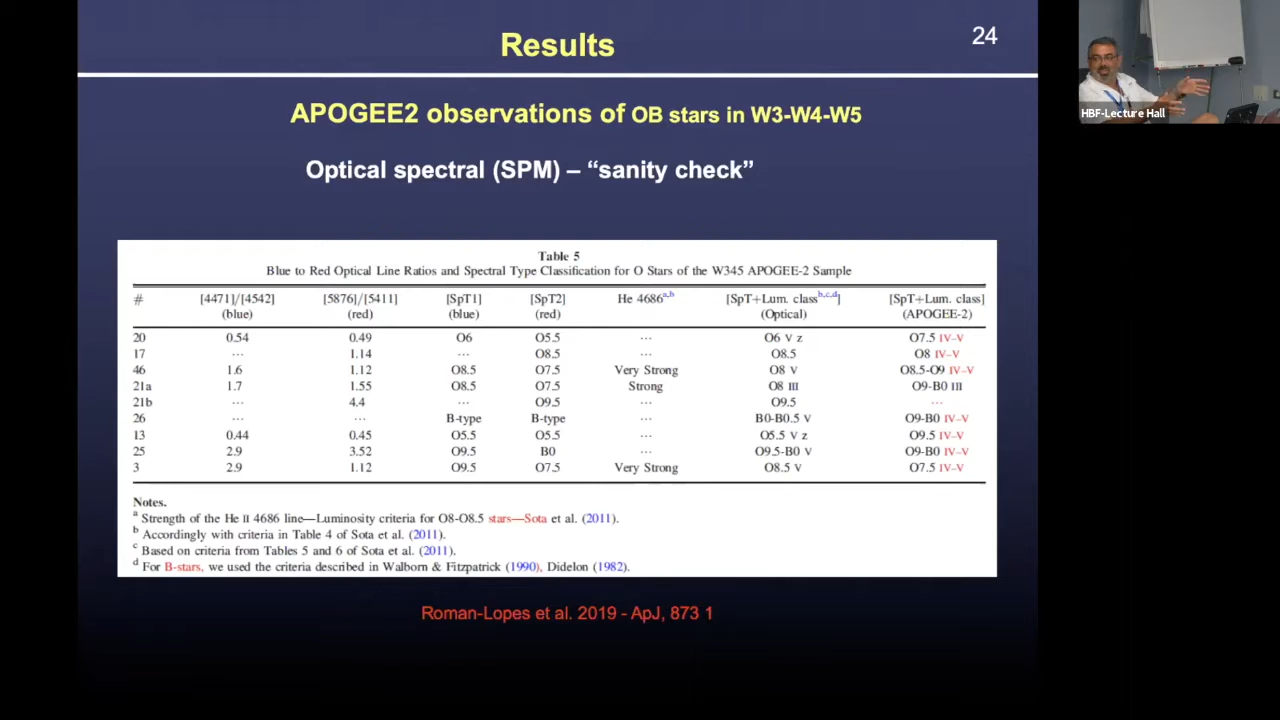 Results
24
APOGEE2 observations of OB stars in W3-W4-W5
Optical spectral (SPM) – “sanity check”
Table 5
Blue to Red Optical Line Ratios and Spectral Type Classification for O Stars of the W345 APOGEE-2 Sample
# [4471]/[4542] [5876]/[5411] [SpT1] [SpT2] He 4686a,b [SpT+Lum. classb,c,d] [SpT+Lum. class]
(blue) (red) (blue) (red) (Optical) (APOGEE-2)
20 0.54 0.49 O6 O5.5 ... O6 V z O7.5 IV–V
17 ... 1.14 ... O8.5 ... O8.5 O8 IV–V
46 1.6 1.12 O8.5 O7.5 Very Strong O8 V O8.5-O9 IV–V
21a 1.7 1.55 O8.5 O7.5 Strong O8 III O9-B0 III
21b ... 4.4 ... O9.5 ... O9.5 ...
26 ... ... B-type B-type ... B0-B0.5 V O9-B0 IV–V
13 0.44 0.45 O5.5 O5.5 ... O5.5 V z O9.5 IV–V
25 2.9 3.52 O9.5 B0 ... O9.5-B0 V O9-B0 IV–V
3 2.9 1.12 O9.5 O7.5 Very Strong O8.5 V O7.5 IV–V
Notes.
a Strength of the He II 4686 line—Luminosity criteria for O8-O8.5 stars—Sota et al. (2011).
b Accordingly with criteria in Table 4 of Sota et al. (2011).
c Based on criteria from Tables 5 and 6 of Sota et al. (2011).
d For B-stars, we used the criteria described in Walborn & Fitzpatrick (1990), Didelon (1982).
Roman-Lopes et al. 2019 - ApJ, 873 1
HBF-Lecture Hall